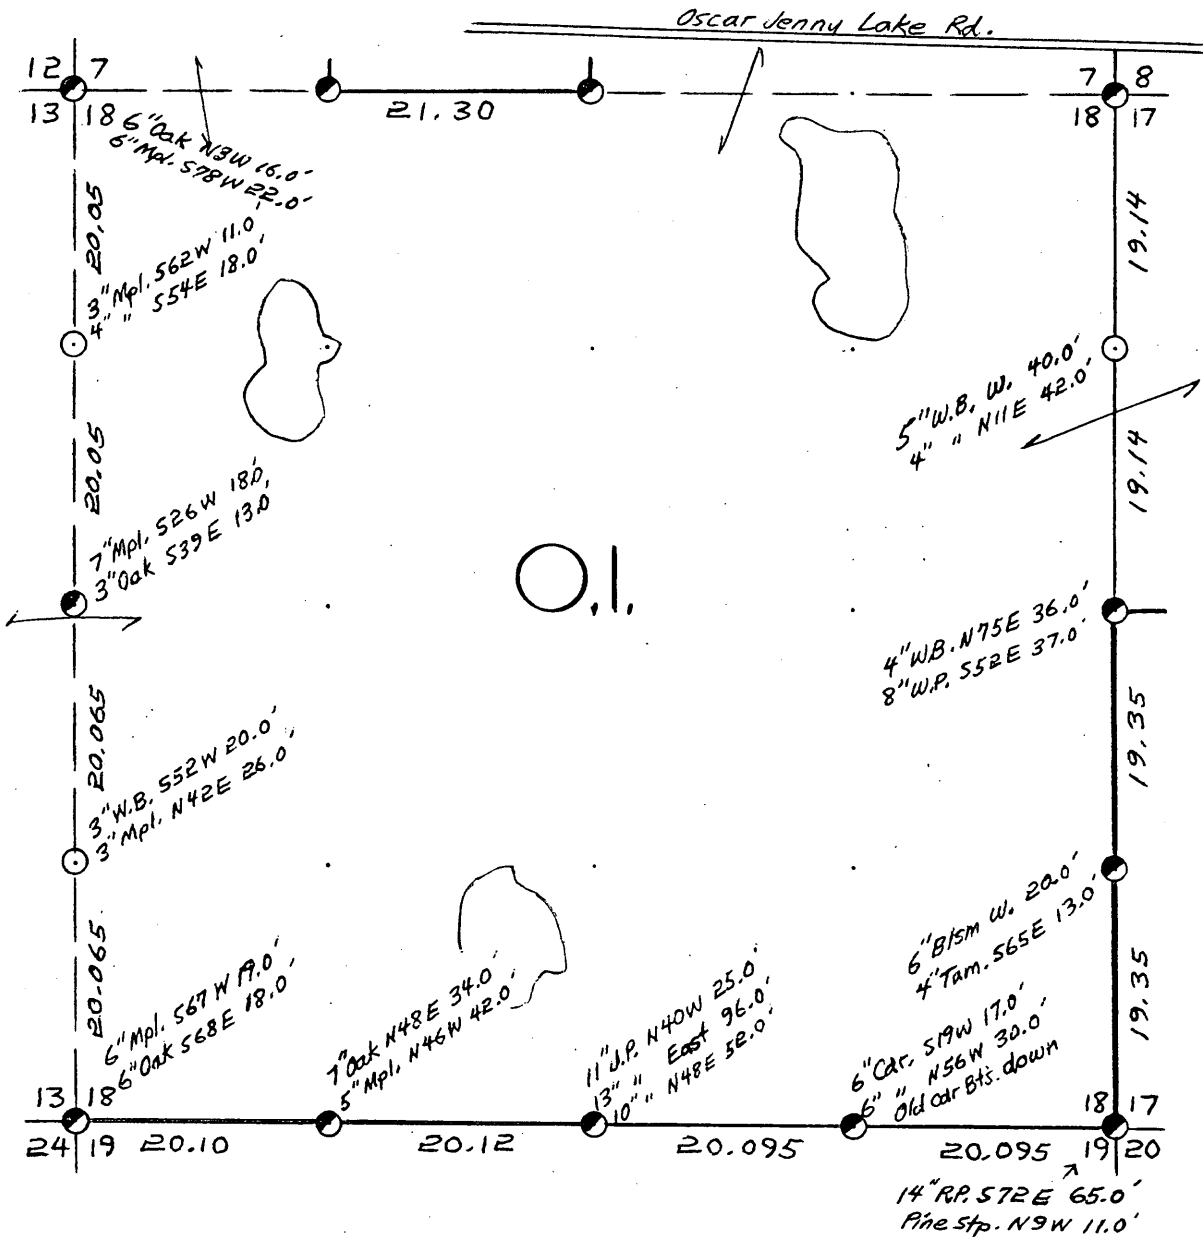 Oscar Jenny Lake Rd.
12 7
13 18
7 8
18 17
21.30
6" Oak N3W 16.0'
6" Mpl. S78W 22.0'
20.05
19.14
3" Mpl. S62W 11.0'
4" " S54E 18.0'
5" W.B. W. 40.0'
4" " N11E 42.0'
20.05
19.14
7" Mpl. S26W 18.0'
3" Oak S39E 13.0
O.I.
4" W.B. N75E 36.0'
8" W.P. S52E 37.0'
20.065
19.35
3" W.B. S52W 20.0'
3" Mpl. N42E 26.0'
6" Blsm W. 20.0'
4" Tam. S65E 13.0'
20.065
19.35
6" Mpl. S67W 19.0'
6" Oak S68E 18.0'
7" Oak N48E 34.0'
5" Mpl. N46W 42.0'
11" J.P. N40W 25.0'
13" " East 96.0'
10" " N48E 52.0'
6" Cdr. S19W 17.0'
6" " N56W 30.0'
Old cdr Bts. down
13 18
24 19
18 17
19 20
20.10
20.12
20.095
20.095
14" R.P. S72E 65.0'
Pine stp. N9W 11.0'